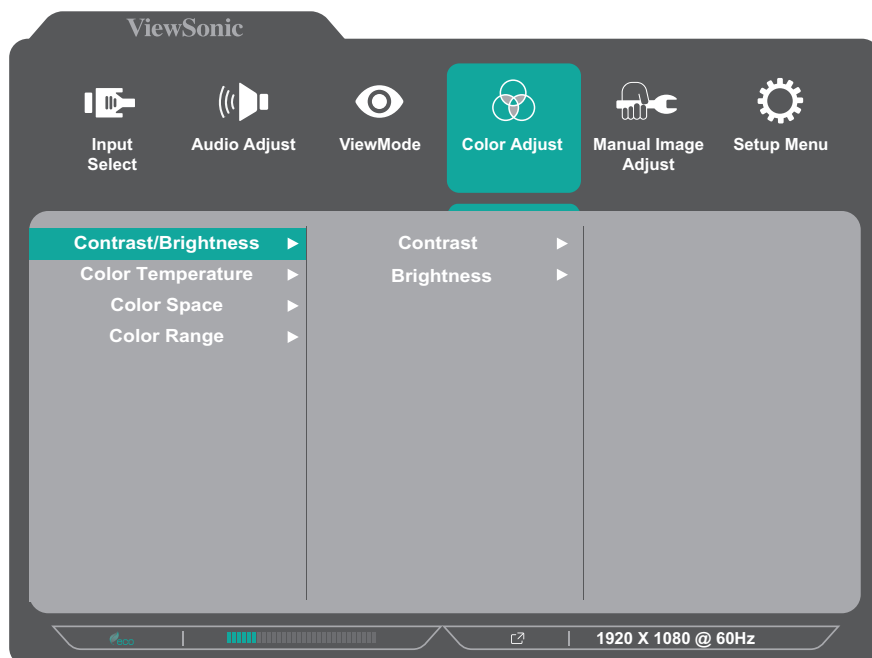 ViewSonic
Input Select
Audio Adjust
ViewMode
Color Adjust
Manual Image Adjust
Setup Menu
Contrast/Brightness
Color Temperature
Color Space
Color Range
Contrast
Brightness
eco
1920 X 1080 @ 60Hz